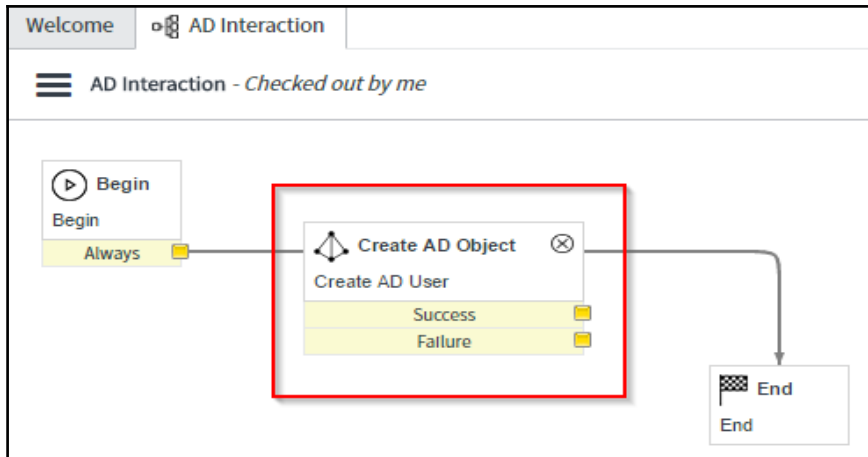 Welcome
AD Interaction
AD Interaction - Checked out by me
Begin
Begin
Always
Create AD Object
Create AD User
Success
Failure
End
End